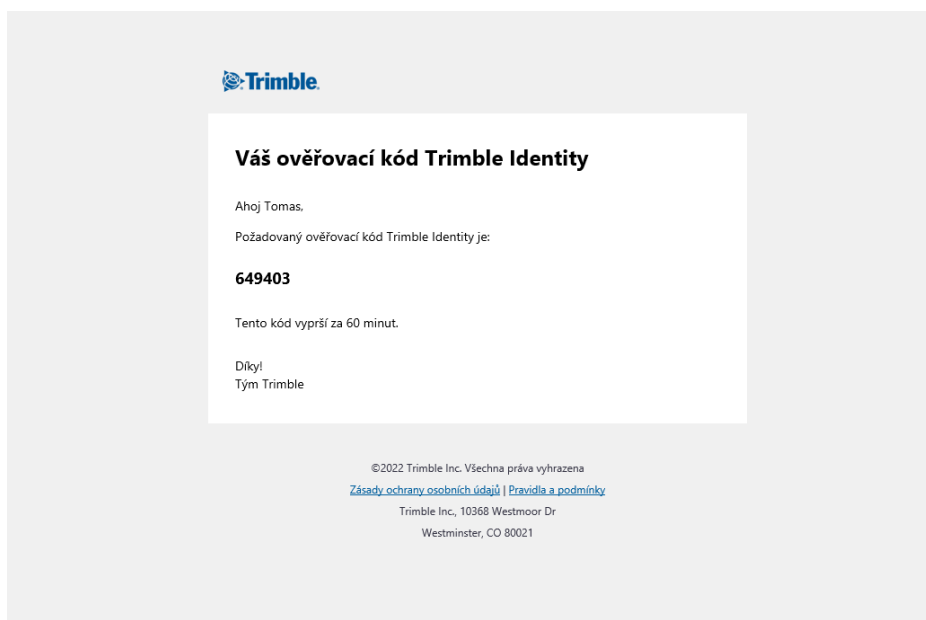 Trimble.
Váš ověřovací kód Trimble Identity
Ahoj Tomas,
Požadovaný ověřovací kód Trimble Identity je:
649403
Tento kód vyprší za 60 minut.
Díky!
Tým Trimble
©2022 Trimble Inc. Všechna práva vyhrazena
Zásady ochrany osobních údajů | Pravidla a podmínky
Trimble Inc., 10368 Westmoor Dr
Westminster, CO 80021